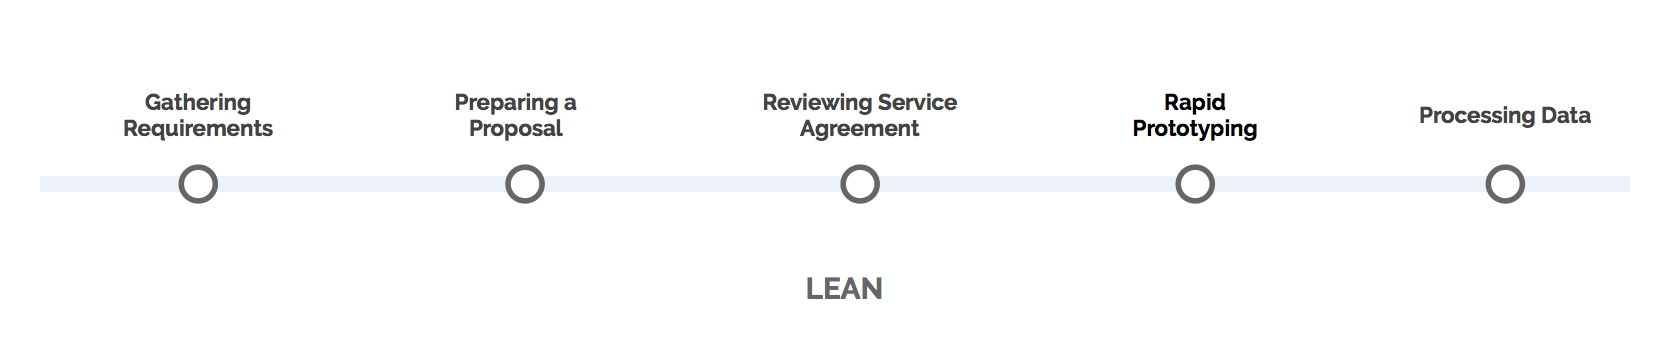 Gathering
Requirements
Preparing a
Proposal
Reviewing Service
Agreement
Rapid
Prototyping
Processing Data
LEAN